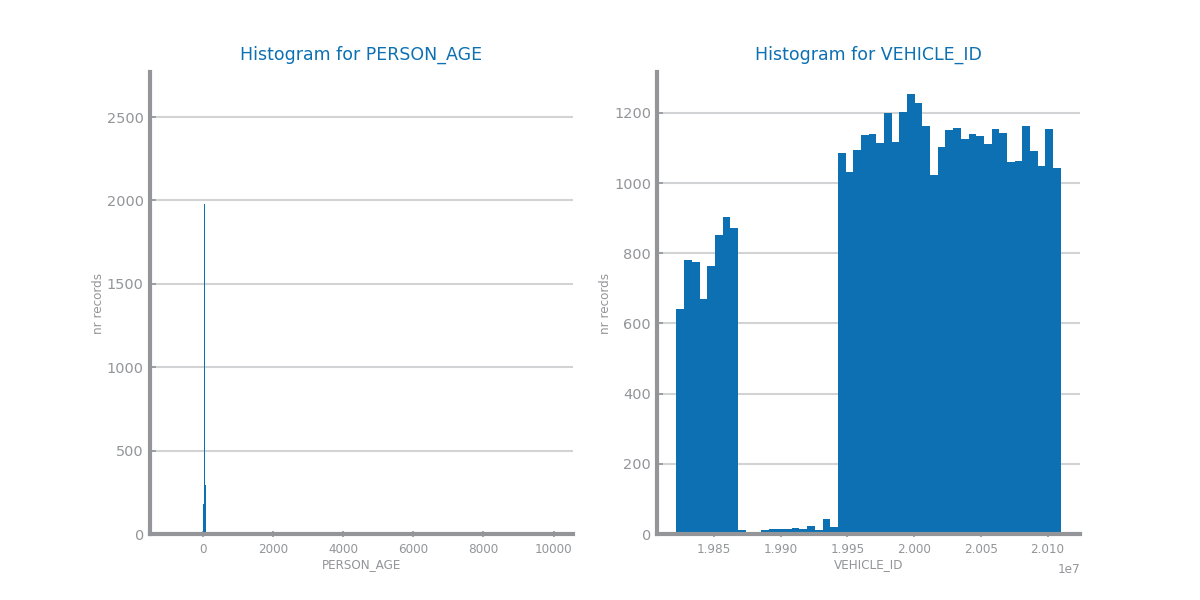 Histogram for PERSON_AGE
nr records
2500
2000
1500
1000
500
0
0 2000 4000 6000 8000 10000
PERSON_AGE
Histogram for VEHICLE_ID
nr records
1200
1000
800
600
400
200
0
1.985 1.990 1.995 2.000 2.005 2.010
VEHICLE_ID
1e7